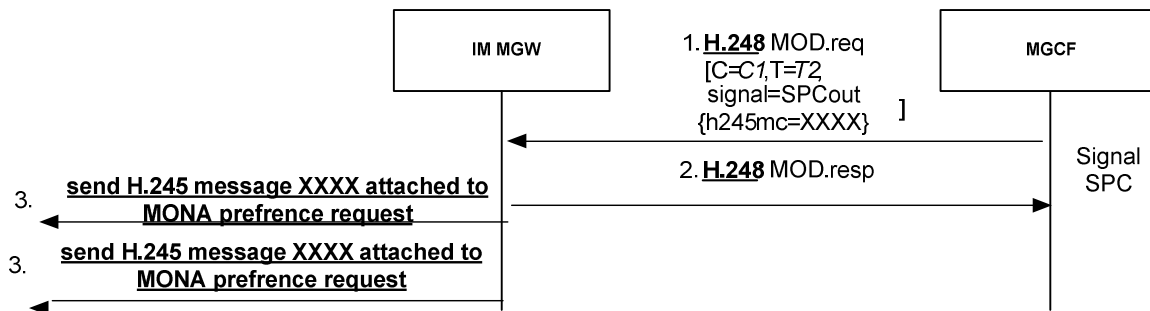 IM MGW
MGCF
1. H.248 MOD.req
[C=C1,T=T2,
signal=SPCout
{h245mc=XXXX}
]
2. H.248 MOD.resp
Signal
SPC
3. send H.245 message XXXX attached to
MONA prefrence request
3. send H.245 message XXXX attached to
MONA prefrence request